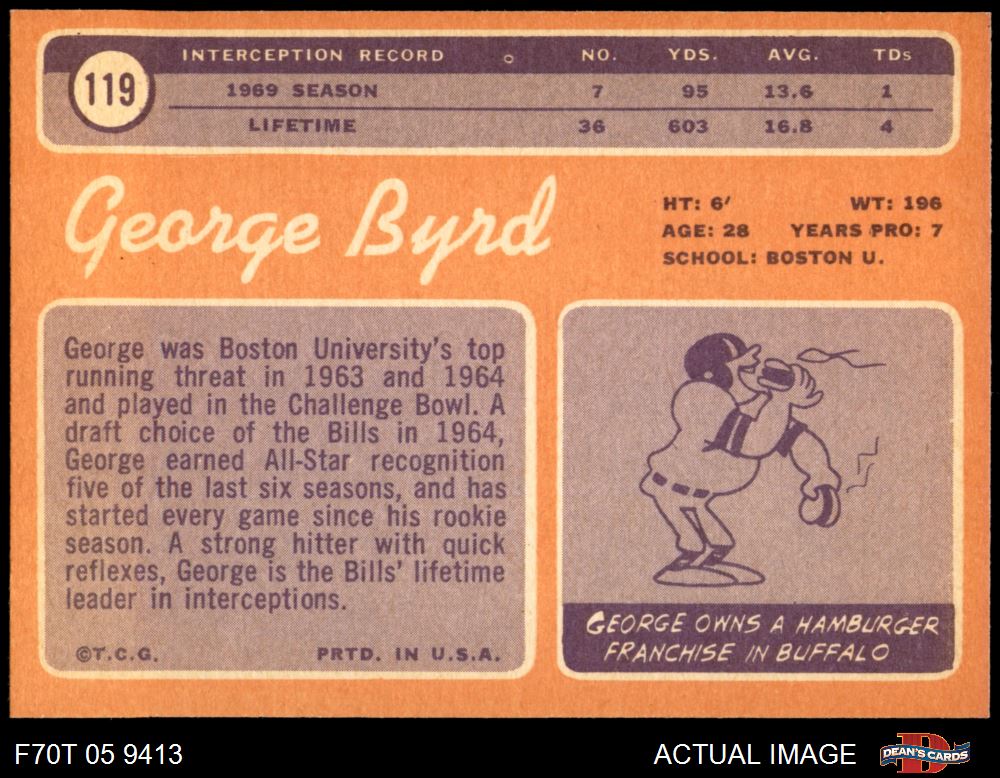 119
INTERCEPTION RECORD NO. YDS. AVG. TDs
1969 SEASON 7 95 13.6 1
LIFETIME 36 603 16.8 4
George Byrd
HT: 6' WT: 196
AGE: 28 YEARS PRO: 7
SCHOOL: BOSTON U.
George was Boston University's top
running threat in 1963 and 1964
and played in the Challenge Bowl. A
draft choice of the Bills in 1964,
George earned All-Star recognition
five of the last six seasons, and has
started every game since his rookie
season. A strong hitter with quick
reflexes, George is the Bills' lifetime
leader in interceptions.
©T.C.G. PRTD. IN U.S.A.
GEORGE OWNS A HAMBURGER
FRANCHISE IN BUFFALO
F70T 05 9413
ACTUAL IMAGE
DEAN'S CARDS